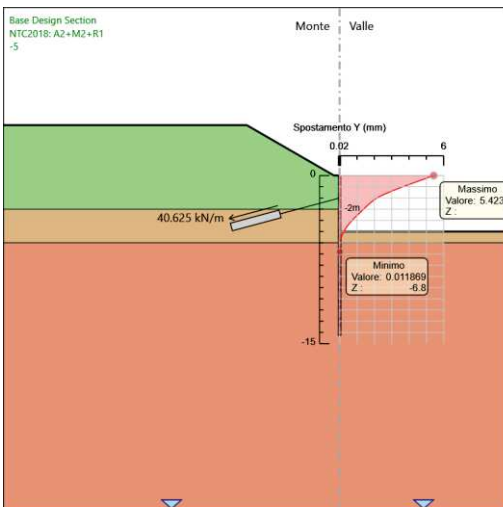 Base Design Section
NTC2018: A2+M2+R1
-5
Monte
Valle
Spostamento Y (mm)
0.02
6
0
Massimo
Valore: 5.423
Z :
-2m
40.625 kN/m
Minimo
Valore: 0.011869
Z : -6.8
-15